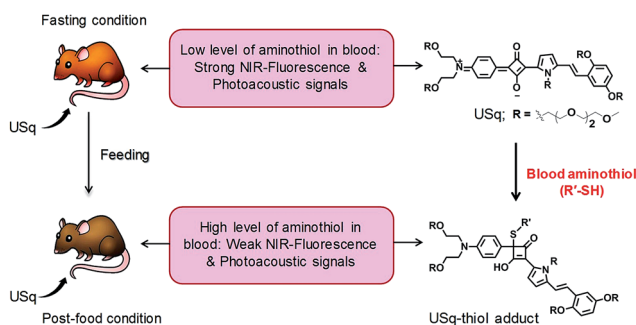 Fasting condition
Low level of aminothiol in blood:
Strong NIR-Fluorescence &
Photoacoustic signals
USq
RO
RO
N
+
O
O
−
N
R
RO
OR
USq; R =
O
2
O
Feeding
Blood aminothiol
(R′-SH)
High level of aminothiol in
blood: Weak NIR-Fluorescence
& Photoacoustic signals
USq
Post-food condition
RO
RO
N
S
R′
O
HO
R
N
RO
OR
USq-thiol adduct